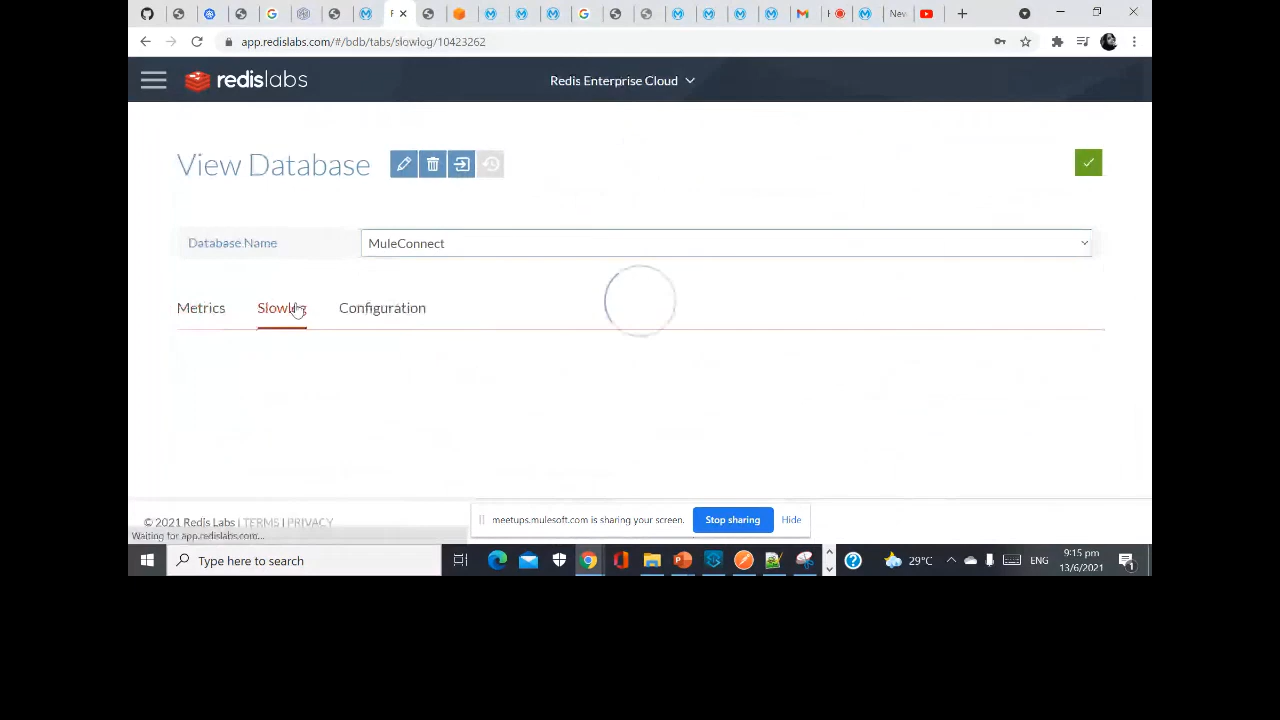 app.redislabs.com/#/bdb/tabs/slowlog/10423262
redislabs
Redis Enterprise Cloud
View Database
Database Name
MuleConnect
Metrics
Configuration
© 2021 Redis Labs | TERMS | PRIVACY
meetups.mulesoft.com is sharing your screen.
Stop sharing
Hide
Waiting for app.redislabs.com...
Type here to search
29°C
ENG
9:15 pm
13/6/2021
1